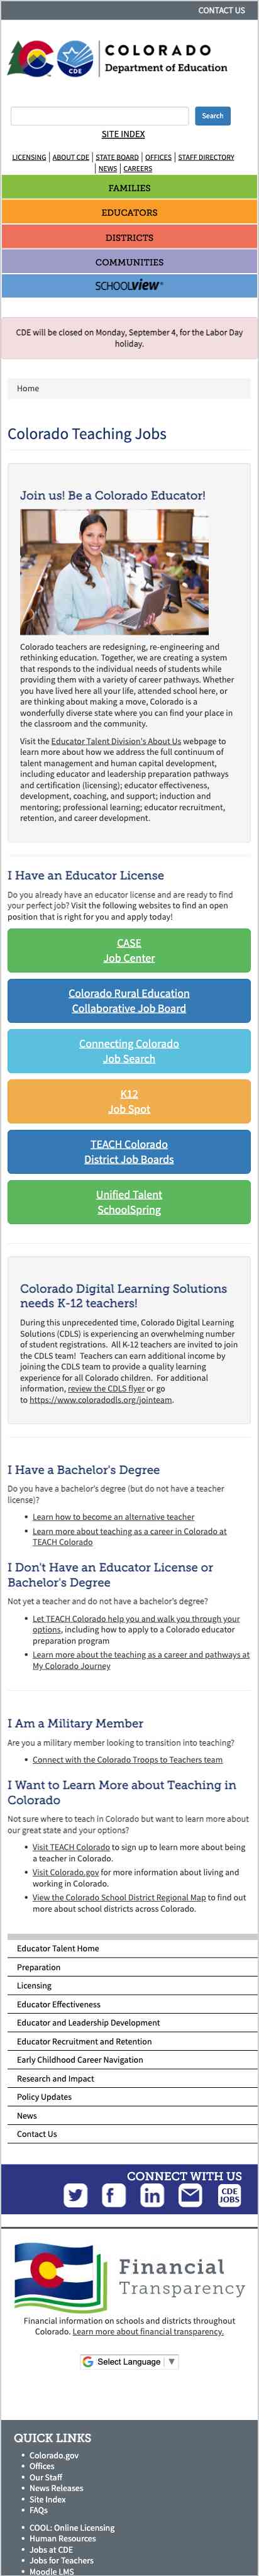 CONTACT US
COLORADO
Department of Education
CDE
Search
SITE INDEX
LICENSING | ABOUT CDE | STATE BOARD | OFFICES | STAFF DIRECTORY
| NEWS | CAREERS
FAMILIES
EDUCATORS
DISTRICTS
COMMUNITIES
SCHOOLVIEW®
CDE will be closed on Monday, September 4, for the Labor Day
holiday.
Home
Colorado Teaching Jobs
Join us! Be a Colorado Educator!
Colorado teachers are redesigning, re-engineering and
rethinking education. Together, we are creating a system
that responds to the individual needs of students while
providing them with a variety of career pathways. Whether
you have lived here all your life, attended school here, or
are thinking about making a move, Colorado is a
wonderfully diverse state where you can find your place in
the classroom and the community.
Visit the Educator Talent Division's About Us webpage to
learn more about how we address the full continuum of
talent management and human capital development,
including educator and leadership preparation pathways
and certification (licensing); educator effectiveness,
development, coaching, and support; induction and
mentoring; professional learning; educator recruitment,
retention, and career development.
I Have an Educator License
Do you already have an educator license and are ready to find
your perfect job? Visit the following websites to find an open
position that is right for you and apply today!
CASE
Job Center
Colorado Rural Education
Collaborative Job Board
Connecting Colorado
Job Search
K12
Job Spot
TEACH Colorado
District Job Boards
Unified Talent
SchoolSpring
Colorado Digital Learning Solutions
needs K-12 teachers!
During this unprecedented time, Colorado Digital Learning
Solutions (CDLS) is experiencing an overwhelming number
of student registrations. All K-12 teachers are invited to join
the CDLS team! Teachers can earn additional income by
joining the CDLS team to provide a quality learning
experience for all Colorado children. For additional
information, review the CDLS flyer or go
to https://www.coloradodls.org/jointeam.
I Have a Bachelor's Degree
Do you have a bachelor's degree (but do not have a teacher
license)?
• Learn how to become an alternative teacher
• Learn more about teaching as a career in Colorado at
TEACH Colorado
I Don't Have an Educator License or
Bachelor's Degree
Not yet a teacher and do not have a bachelor's degree?
• Let TEACH Colorado help you and walk you through your
options, including how to apply to a Colorado educator
preparation program
• Learn more about the teaching as a career and pathways at
My Colorado Journey
I Am a Military Member
Are you a military member looking to transition into teaching?
• Connect with the Colorado Troops to Teachers team
I Want to Learn More about Teaching in
Colorado
Not sure where to teach in Colorado but want to learn more about
our great state and your options?
• Visit TEACH Colorado to sign up to learn more about being
a teacher in Colorado.
• Visit Colorado.gov for more information about living and
working in Colorado.
• View the Colorado School District Regional Map to find out
more about school districts across Colorado.
Educator Talent Home
Preparation
Licensing
Educator Effectiveness
Educator and Leadership Development
Educator Recruitment and Retention
Early Childhood Career Navigation
Research and Impact
Policy Updates
News
Contact Us
CONNECT WITH US
CDE
JOBS
Financial
Transparency
Financial information on schools and districts throughout
Colorado. Learn more about financial transparency.
Select Language | ▼
QUICK LINKS
• Colorado.gov
• Offices
• Our Staff
• News Releases
• Site Index
• FAQs
• COOL: Online Licensing
• Human Resources
• Jobs at CDE
• Jobs for Teachers
• Moodle LMS